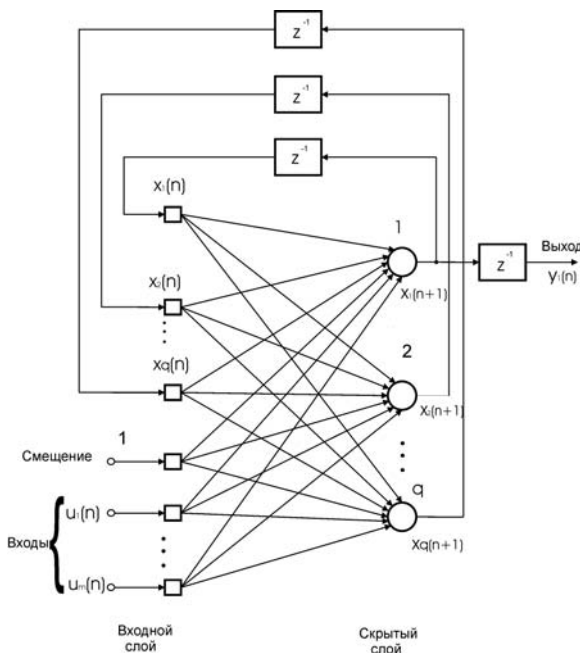 z⁻¹
z⁻¹
z⁻¹
x₁(n)
1
Выход
z⁻¹
y₁(n)
x₂(n)
x₁(n+1)
2
xq(n)
x₂(n+1)
1
Смещение
q
u₁(n)
Входы
xq(n+1)
uₘ(n)
Входной
слой
Скрытый
слой